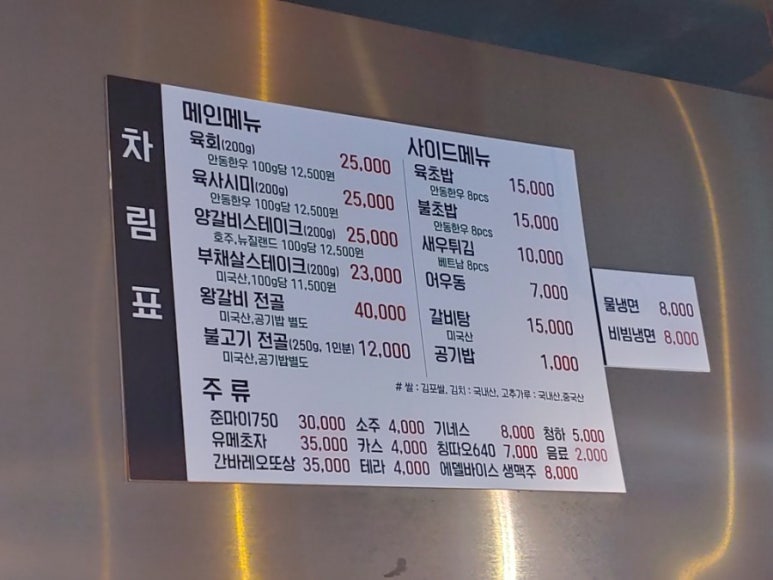 차림표
메인메뉴
육회(200g) 25,000
안동한우 100g당 12.500원
육사시미(200g) 25,000
안동한우 100g당 12.500원
양갈비스테이크(200g) 25,000
호주,뉴질랜드 100g당 12.500원
부채살스테이크(200g) 23,000
미국산,100g당 11.500원
왕갈비 전골 40,000
미국산,공기밥 별도
불고기 전골(250g, 1인분) 12,000
미국산,공기밥별도
사이드메뉴
육초밥 15,000
안동한우 8pcs
불초밥 15,000
안동한우 8pcs
새우튀김 10,000
베트남 8pcs
어우동 7,000
갈비탕 15,000
미국산
공기밥 1,000
# 쌀 : 김포쌀, 김치 : 국내산, 고추가루 : 국내산,중국산
주 류
준마이750 30,000 소주 4,000 기네스 8,000 청하 5,000
유메초자 35,000 카스 4,000 칭따오640 7,000 음료 2,000
간바레오또상 35,000 테라 4,000 에델바이스 생맥주 8,000
물냉면 8,000
비빔냉면 8,000